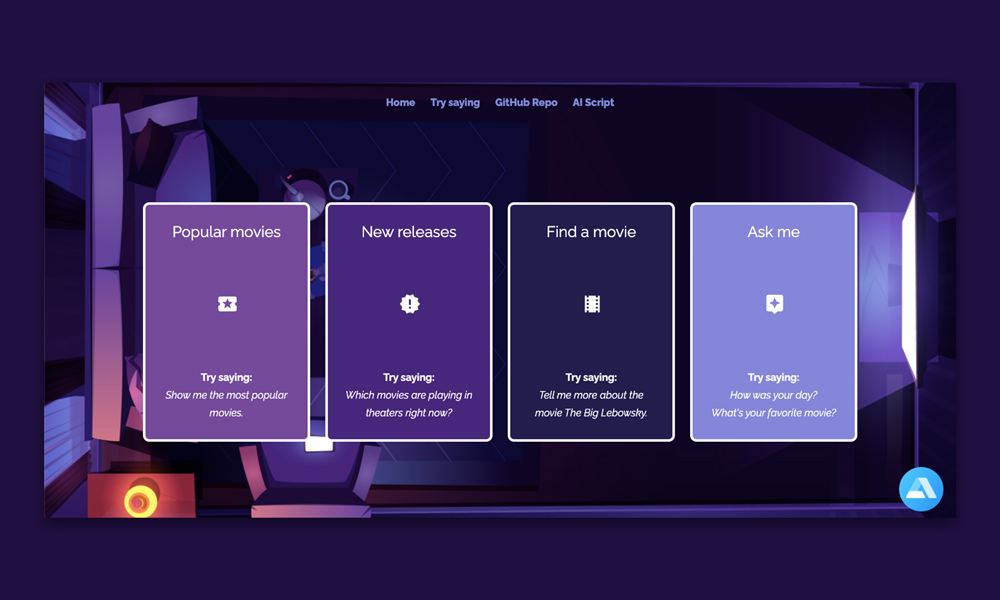 Home Try saying GitHub Repo AI Script
Popular movies
Try saying:
Show me the most popular
movies.
New releases
Try saying:
Which movies are playing in
theaters right now?
Find a movie
Try saying:
Tell me more about the
movie The Big Lebowsky.
Ask me
Try saying:
How was your day?
What's your favorite movie?